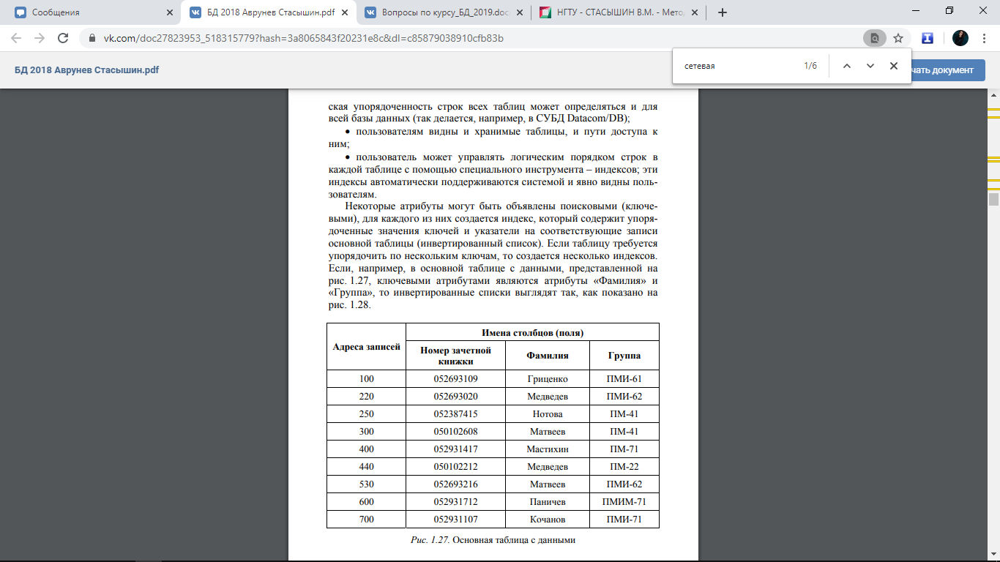 Сообщения
БД 2018 Аврунев Стасышин.pdf
Вопросы по курсу_БД_2019.doc
НГТУ - СТАСЫШИН В.М. - Мето
vk.com/doc27823953_518315779?hash=3a8065843f20231e8c&dl=c85879038910cfb83b
БД 2018 Аврунев Стасышин.pdf
сетевая 1/6
чать документ
ская упорядоченность строк всех таблиц может определяться и для
всей базы данных (так делается, например, в СУБД Datacom/DB);
• пользователям видны и хранимые таблицы, и пути доступа к
ним;
• пользователь может управлять логическим порядком строк в
каждой таблице с помощью специального инструмента – индексов; эти
индексы автоматически поддерживаются системой и явно видны поль-
зователям.
Некоторые атрибуты могут быть объявлены поисковыми (ключе-
выми), для каждого из них создается индекс, который содержит упоря-
доченные значения ключей и указатели на соответствующие записи
основной таблицы (инвертированный список). Если таблицу требуется
упорядочить по нескольким ключам, то создается несколько индексов.
Если, например, в основной таблице с данными, представленной на
рис. 1.27, ключевыми атрибутами являются атрибуты «Фамилия» и
«Группа», то инвертированные списки выглядят так, как показано на
рис. 1.28.
Адреса записей
Имена столбцов (поля)
Номер зачетной
книжки
Фамилия
Группа
100 052693109 Гриценко ПМИ-61
220 052693020 Медведев ПМИ-62
250 052387415 Нотова ПМ-41
300 050102608 Матвеев ПМ-41
400 052931417 Мастихин ПМ-71
440 050102212 Медведев ПМ-22
530 052693216 Матвеев ПМИ-62
600 052931712 Паничев ПМИМ-71
700 052931107 Кочанов ПМИ-71
Рис. 1.27. Основная таблица с данными